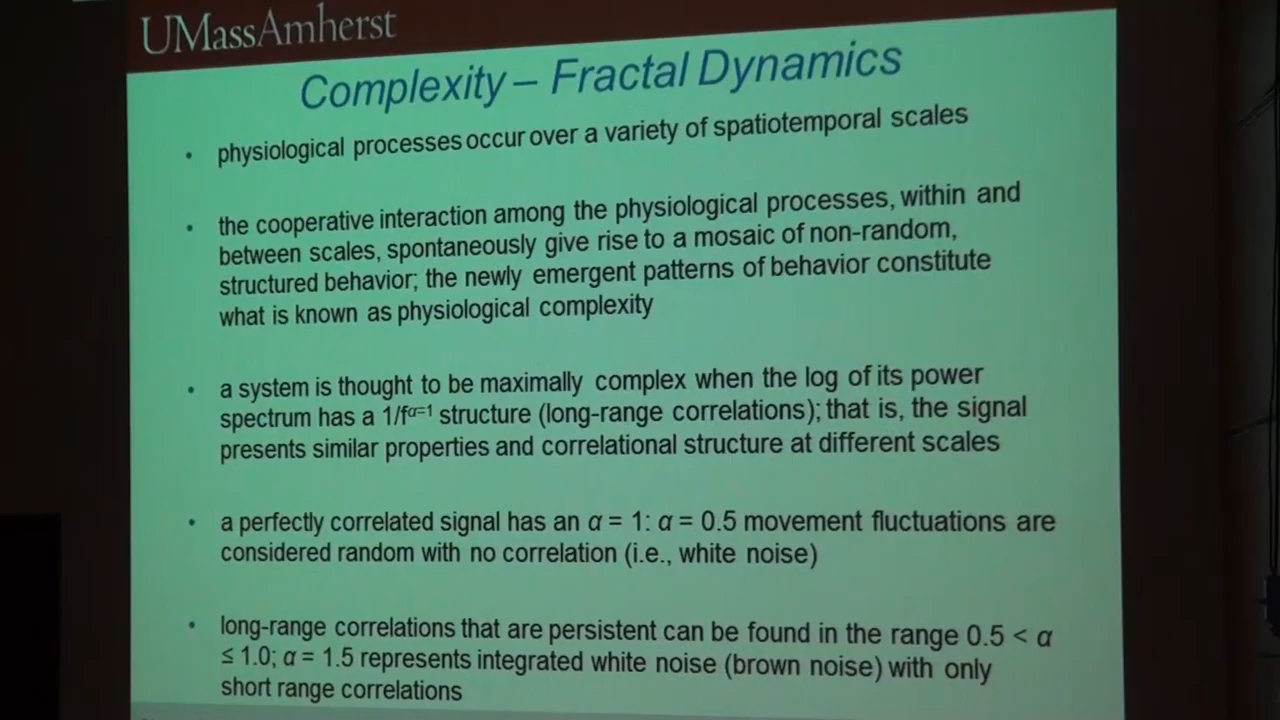 UMassAmherst
Complexity – Fractal Dynamics
• physiological processes occur over a variety of spatiotemporal scales
• the cooperative interaction among the physiological processes, within and
between scales, spontaneously give rise to a mosaic of non-random,
structured behavior; the newly emergent patterns of behavior constitute
what is known as physiological complexity
• a system is thought to be maximally complex when the log of its power
spectrum has a 1/fᵅ⁼¹ structure (long-range correlations); that is, the signal
presents similar properties and correlational structure at different scales
• a perfectly correlated signal has an α = 1: α = 0.5 movement fluctuations are
considered random with no correlation (i.e., white noise)
• long-range correlations that are persistent can be found in the range 0.5 < α
≤ 1.0; α = 1.5 represents integrated white noise (brown noise) with only
short range correlations